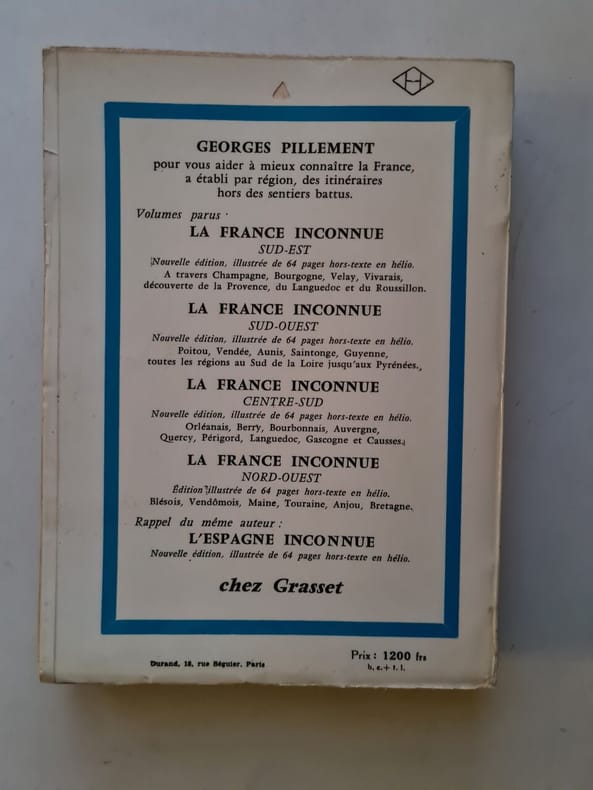 H
GEORGES PILLEMENT
pour vous aider à mieux connaître la France,
a établi par région, des itinéraires
hors des sentiers battus.
Volumes parus :
LA FRANCE INCONNUE
SUD-EST
Nouvelle édition, illustrée de 64 pages hors-texte en hélio.
A travers Champagne, Bourgogne, Velay, Vivarais,
découverte de la Provence, du Languedoc et du Roussillon.
LA FRANCE INCONNUE
SUD-OUEST
Nouvelle édition, illustrée de 64 pages hors-texte en hélio.
Poitou, Vendée, Aunis, Saintonge, Guyenne,
toutes les régions au Sud de la Loire jusqu'aux Pyrénées.
LA FRANCE INCONNUE
CENTRE-SUD
Nouvelle édition, illustrée de 64 pages hors-texte en hélio.
Orléanais, Berry, Bourbonnais, Auvergne,
Quercy, Périgord, Languedoc, Gascogne et Causses.
LA FRANCE INCONNUE
NORD-OUEST
Édition illustrée de 64 pages hors-texte en hélio.
Blésois, Vendômois, Maine, Touraine, Anjou, Bretagne.
Rappel du même auteur :
L'ESPAGNE INCONNUE
Nouvelle édition, illustrée de 64 pages hors-texte en hélio.
chez Grasset
Durand, 18, rue Séguier, Paris
Prix : 1200 frs
b. c. + t. l.